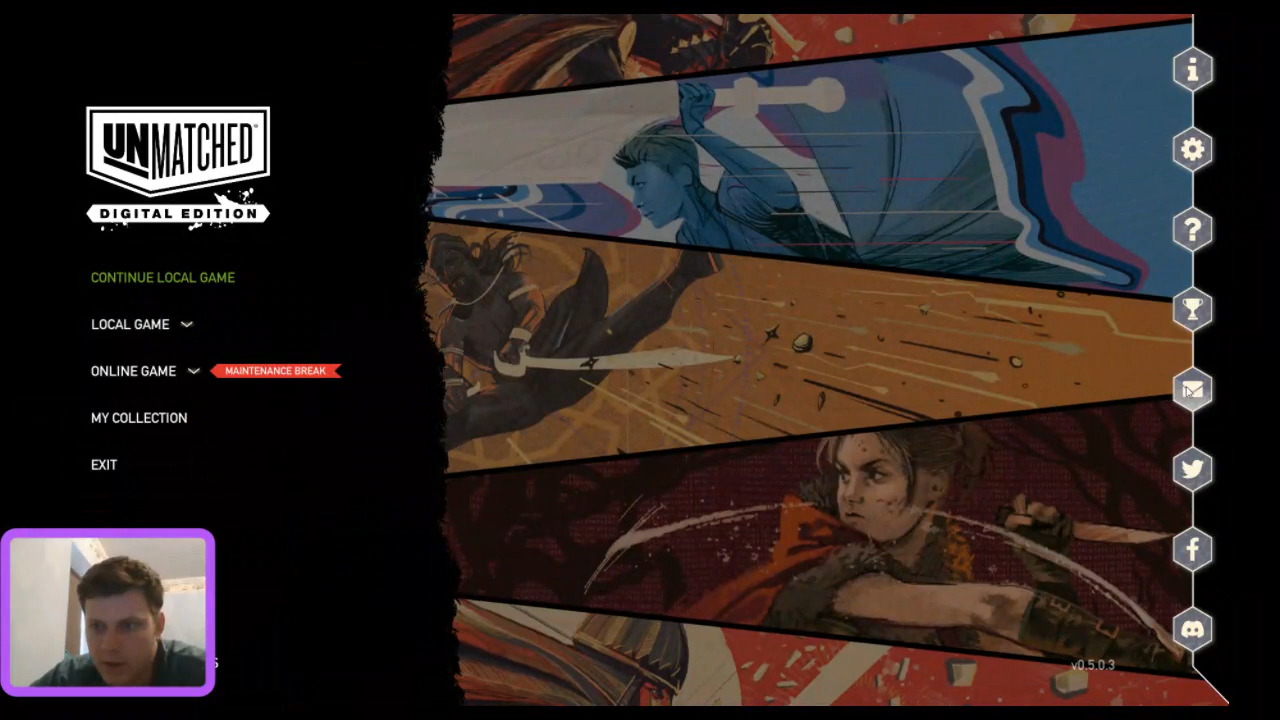 UNMATCHED
DIGITAL EDITION
CONTINUE LOCAL GAME
LOCAL GAME
ONLINE GAME
MAINTENANCE BREAK
MY COLLECTION
EXIT
v0.5.0.3